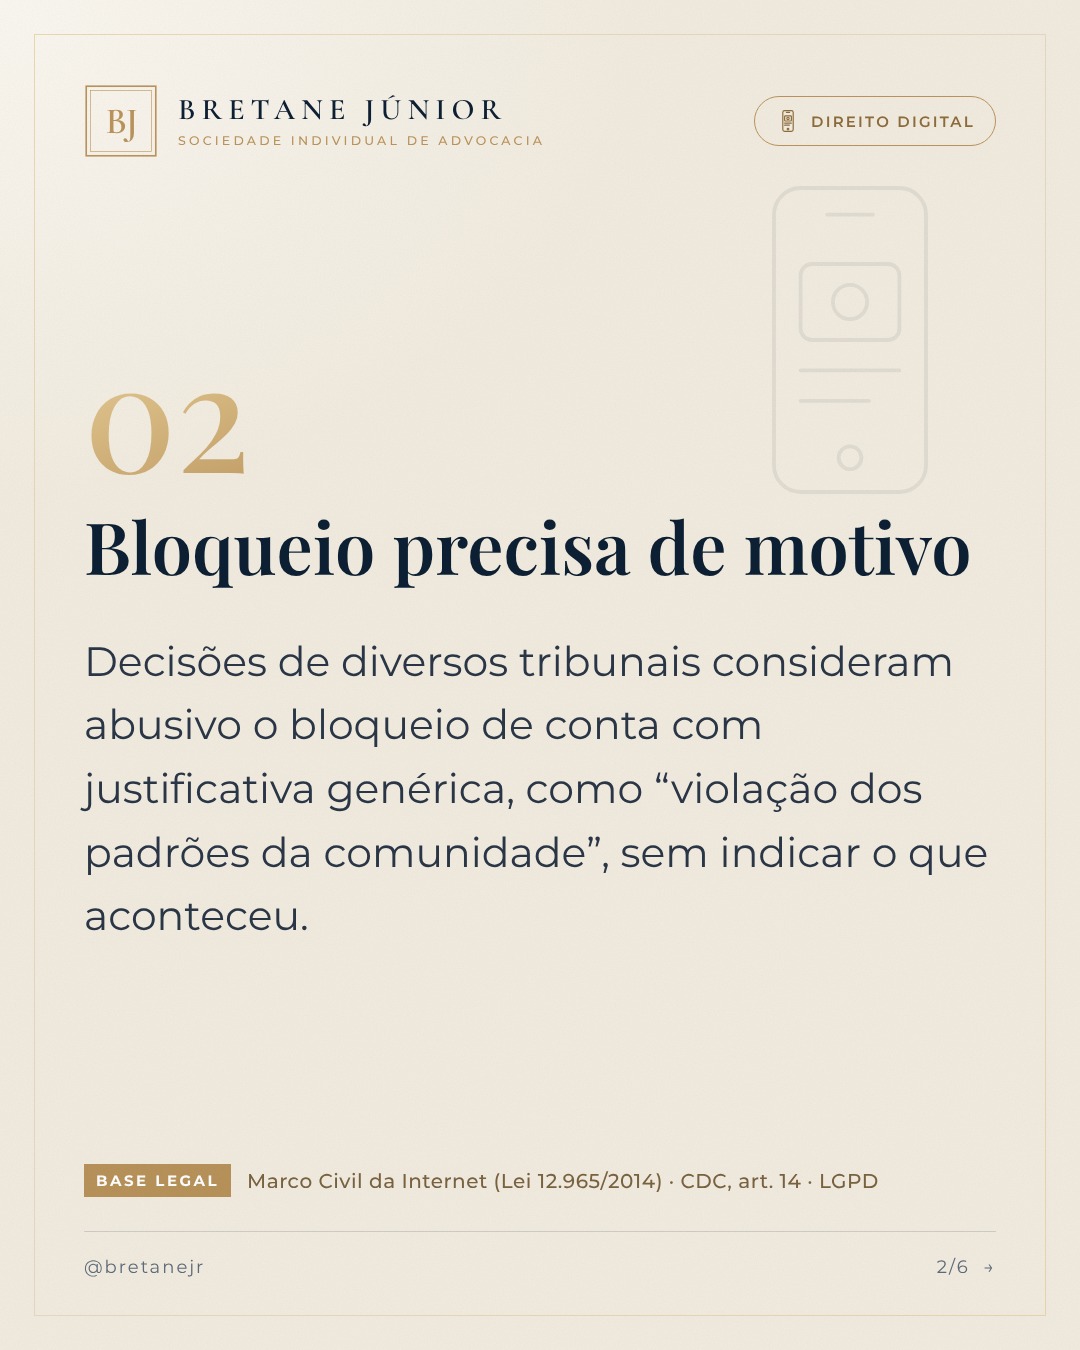 BJ
BRETANE JÚNIOR
SOCIEDADE INDIVIDUAL DE ADVOCACIA
DIREITO DIGITAL
02
Bloqueio precisa de motivo
Decisões de diversos tribunais consideram
abusivo o bloqueio de conta com
justificativa genérica, como “violação dos
padrões da comunidade”, sem indicar o que
aconteceu.
BASE LEGAL Marco Civil da Internet (Lei 12.965/2014) · CDC, art. 14 · LGPD
@bretanejr
2/6 →